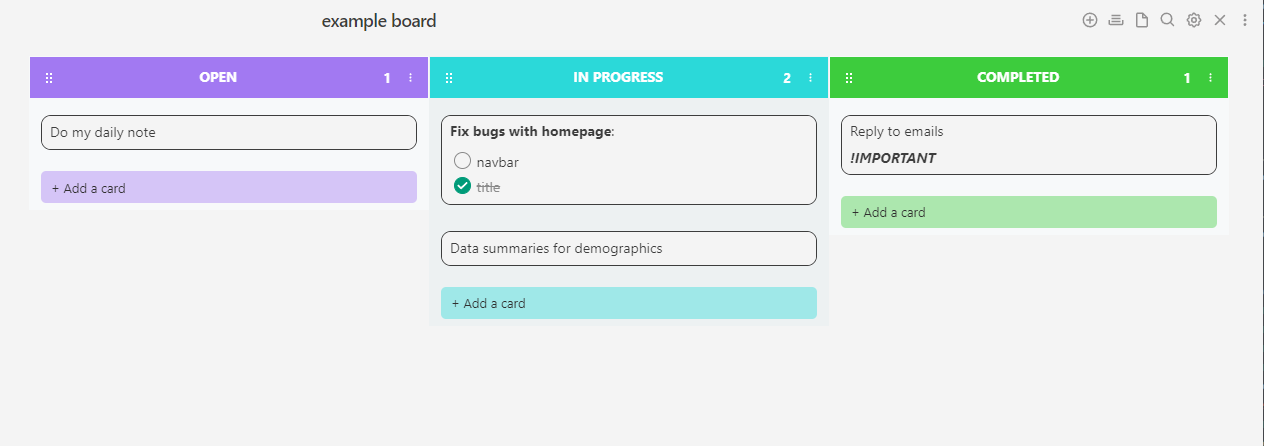 example board
OPEN 1
Do my daily note
+ Add a card
IN PROGRESS 2
Fix bugs with homepage:
navbar
title
Data summaries for demographics
+ Add a card
COMPLETED 1
Reply to emails
!IMPORTANT
+ Add a card